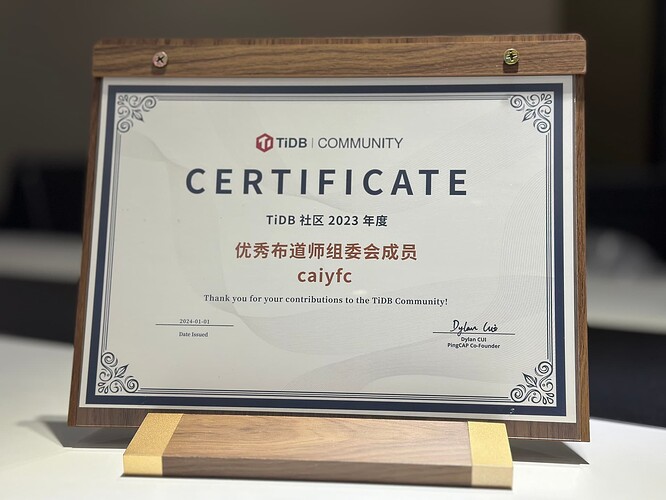 TiDB | COMMUNITY
CERTIFICATE
TiDB 社区 2023 年度
优秀布道师组委会成员
caiyfc
Thank you for your contributions to the TiDB Community!
2024-01-01
Date Issued
Dylan Cui
Dylan CUI
PingCAP Co-Founder